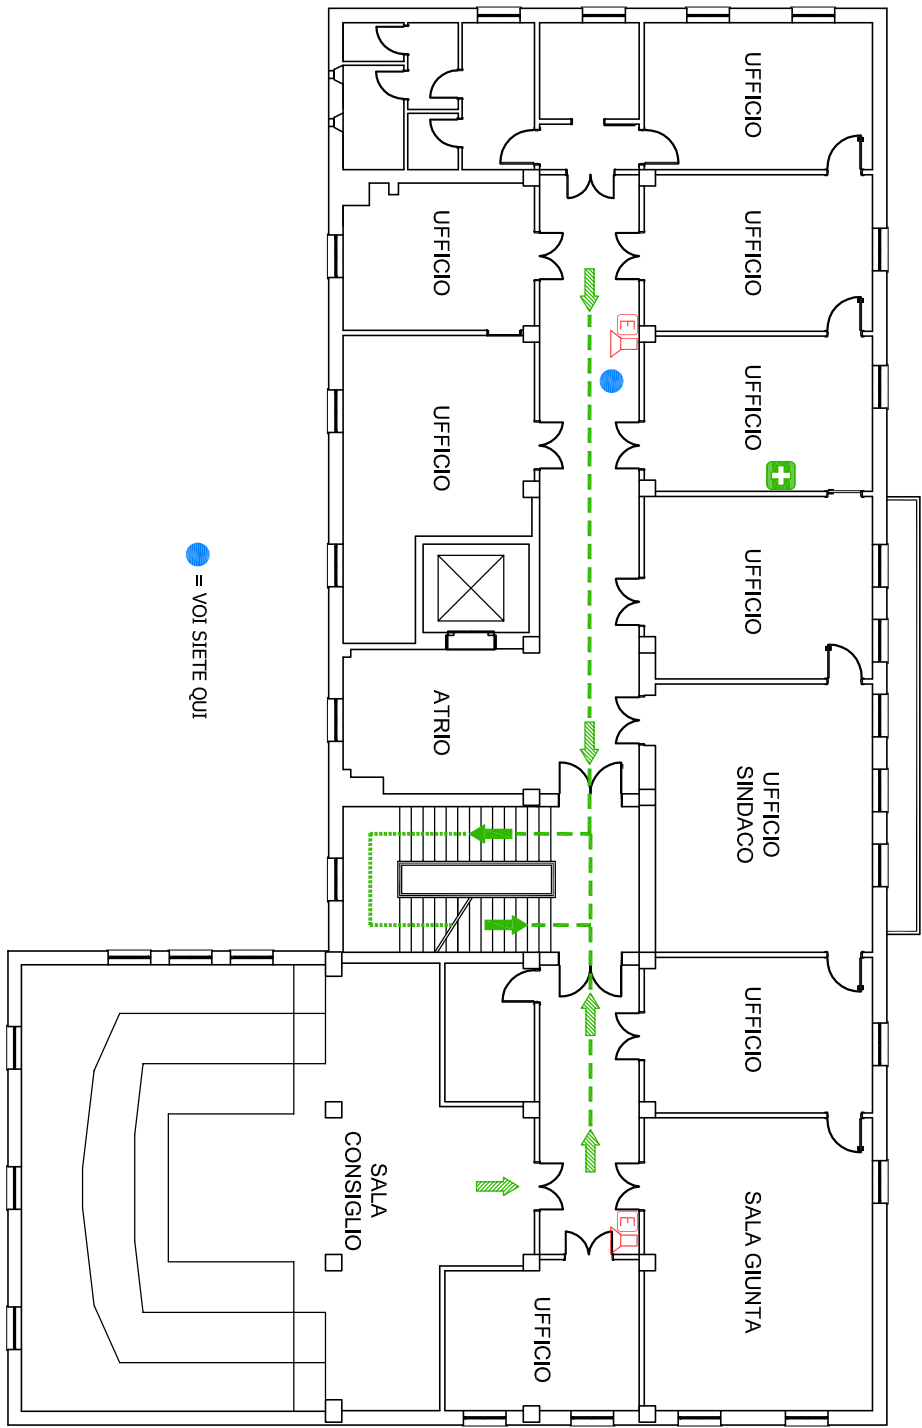 UFFICIO
UFFICIO
UFFICIO
UFFICIO
UFFICIO
SINDACO
UFFICIO
SALA GIUNTA
E
E
UFFICIO
UFFICIO
UFFICIO
ATRIO
SALA
CONSIGLIO
= VOI SIETE QUI